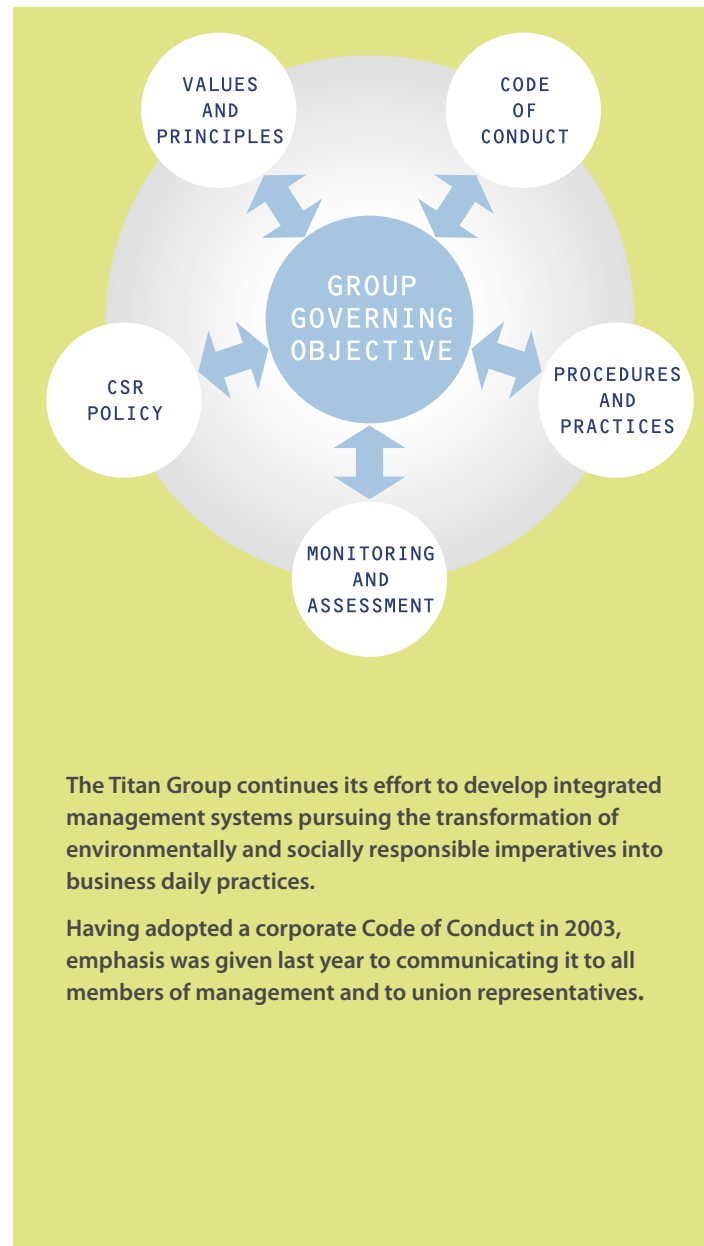 VALUES
AND
PRINCIPLES
CODE
OF
CONDUCT
GROUP
GOVERNING
OBJECTIVE
CSR
POLICY
PROCEDURES
AND
PRACTICES
MONITORING
AND
ASSESSMENT
The Titan Group continues its effort to develop integrated
management systems pursuing the transformation of
environmentally and socially responsible imperatives into
business daily practices.
Having adopted a corporate Code of Conduct in 2003,
emphasis was given last year to communicating it to all
members of management and to union representatives.